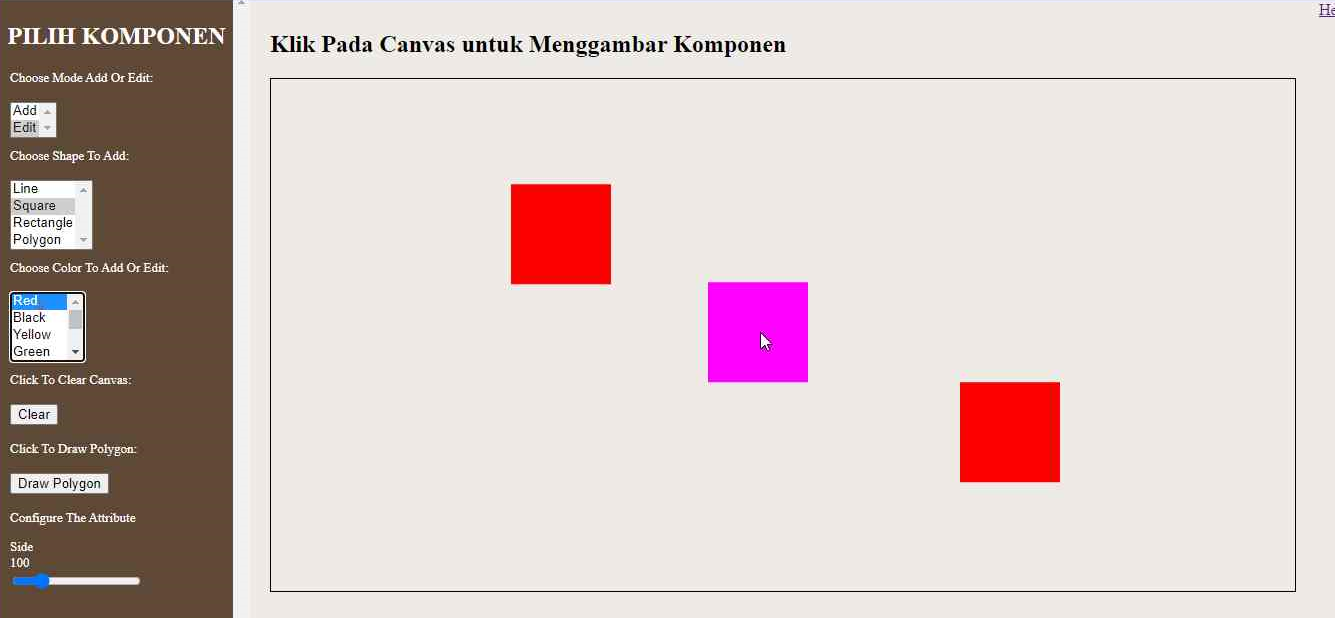 PILIH KOMPONEN
Choose Mode Add Or Edit:
Add
Edit
Choose Shape To Add:
Line
Square
Rectangle
Polygon
Choose Color To Add Or Edit:
Red
Black
Yellow
Green
Click To Clear Canvas:
Clear
Click To Draw Polygon:
Draw Polygon
Configure The Attribute
Side
100
He
Klik Pada Canvas untuk Menggambar Komponen